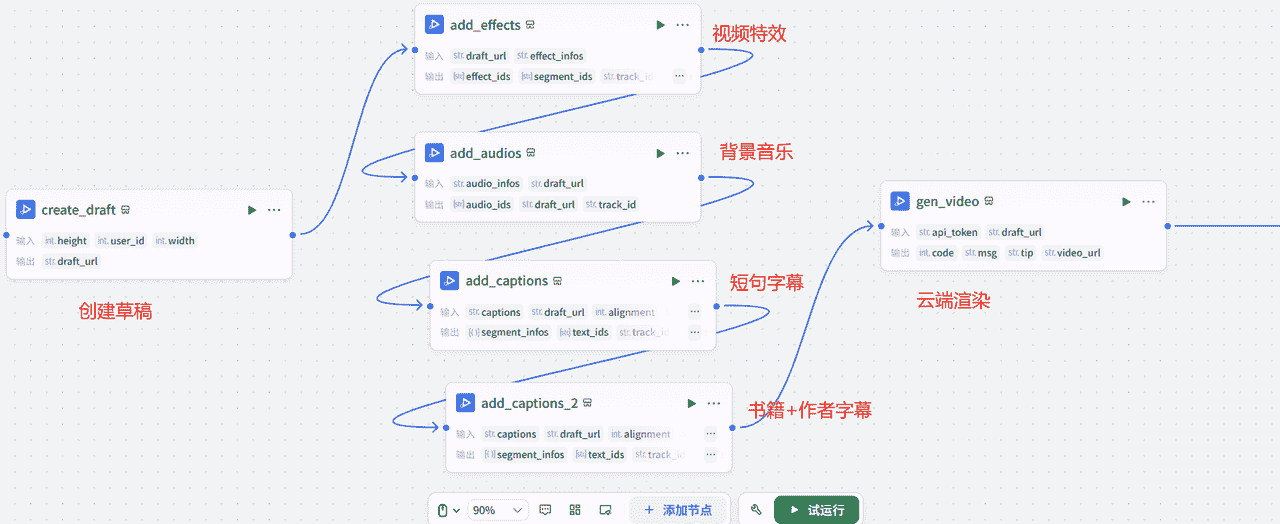 add_effects
输入 str. draft_url str. effect_infos
输出 [str] effect_ids [str] segment_ids str. track_id ...
视频特效
add_audios
输入 str. audio_infos str. draft_url
输出 [str] audio_ids str. draft_url str. track_id
背景音乐
create_draft
输入 int. height int. user_id int. width
输出 str. draft_url
创建草稿
gen_video
输入 str. api_token str. draft_url
输出 int. code str. msg str. tip str. video_url
云端渲染
add_captions
输入 str. captions str. draft_url int. alignment ...
输出 [{}] segment_infos [str] text_ids str. track_id ...
短句字幕
add_captions_2
输入 str. captions str. draft_url int. alignment ...
输出 [{}] segment_infos [str] text_ids str. track_id ...
书籍+作者字幕
90% 添加节点 试运行